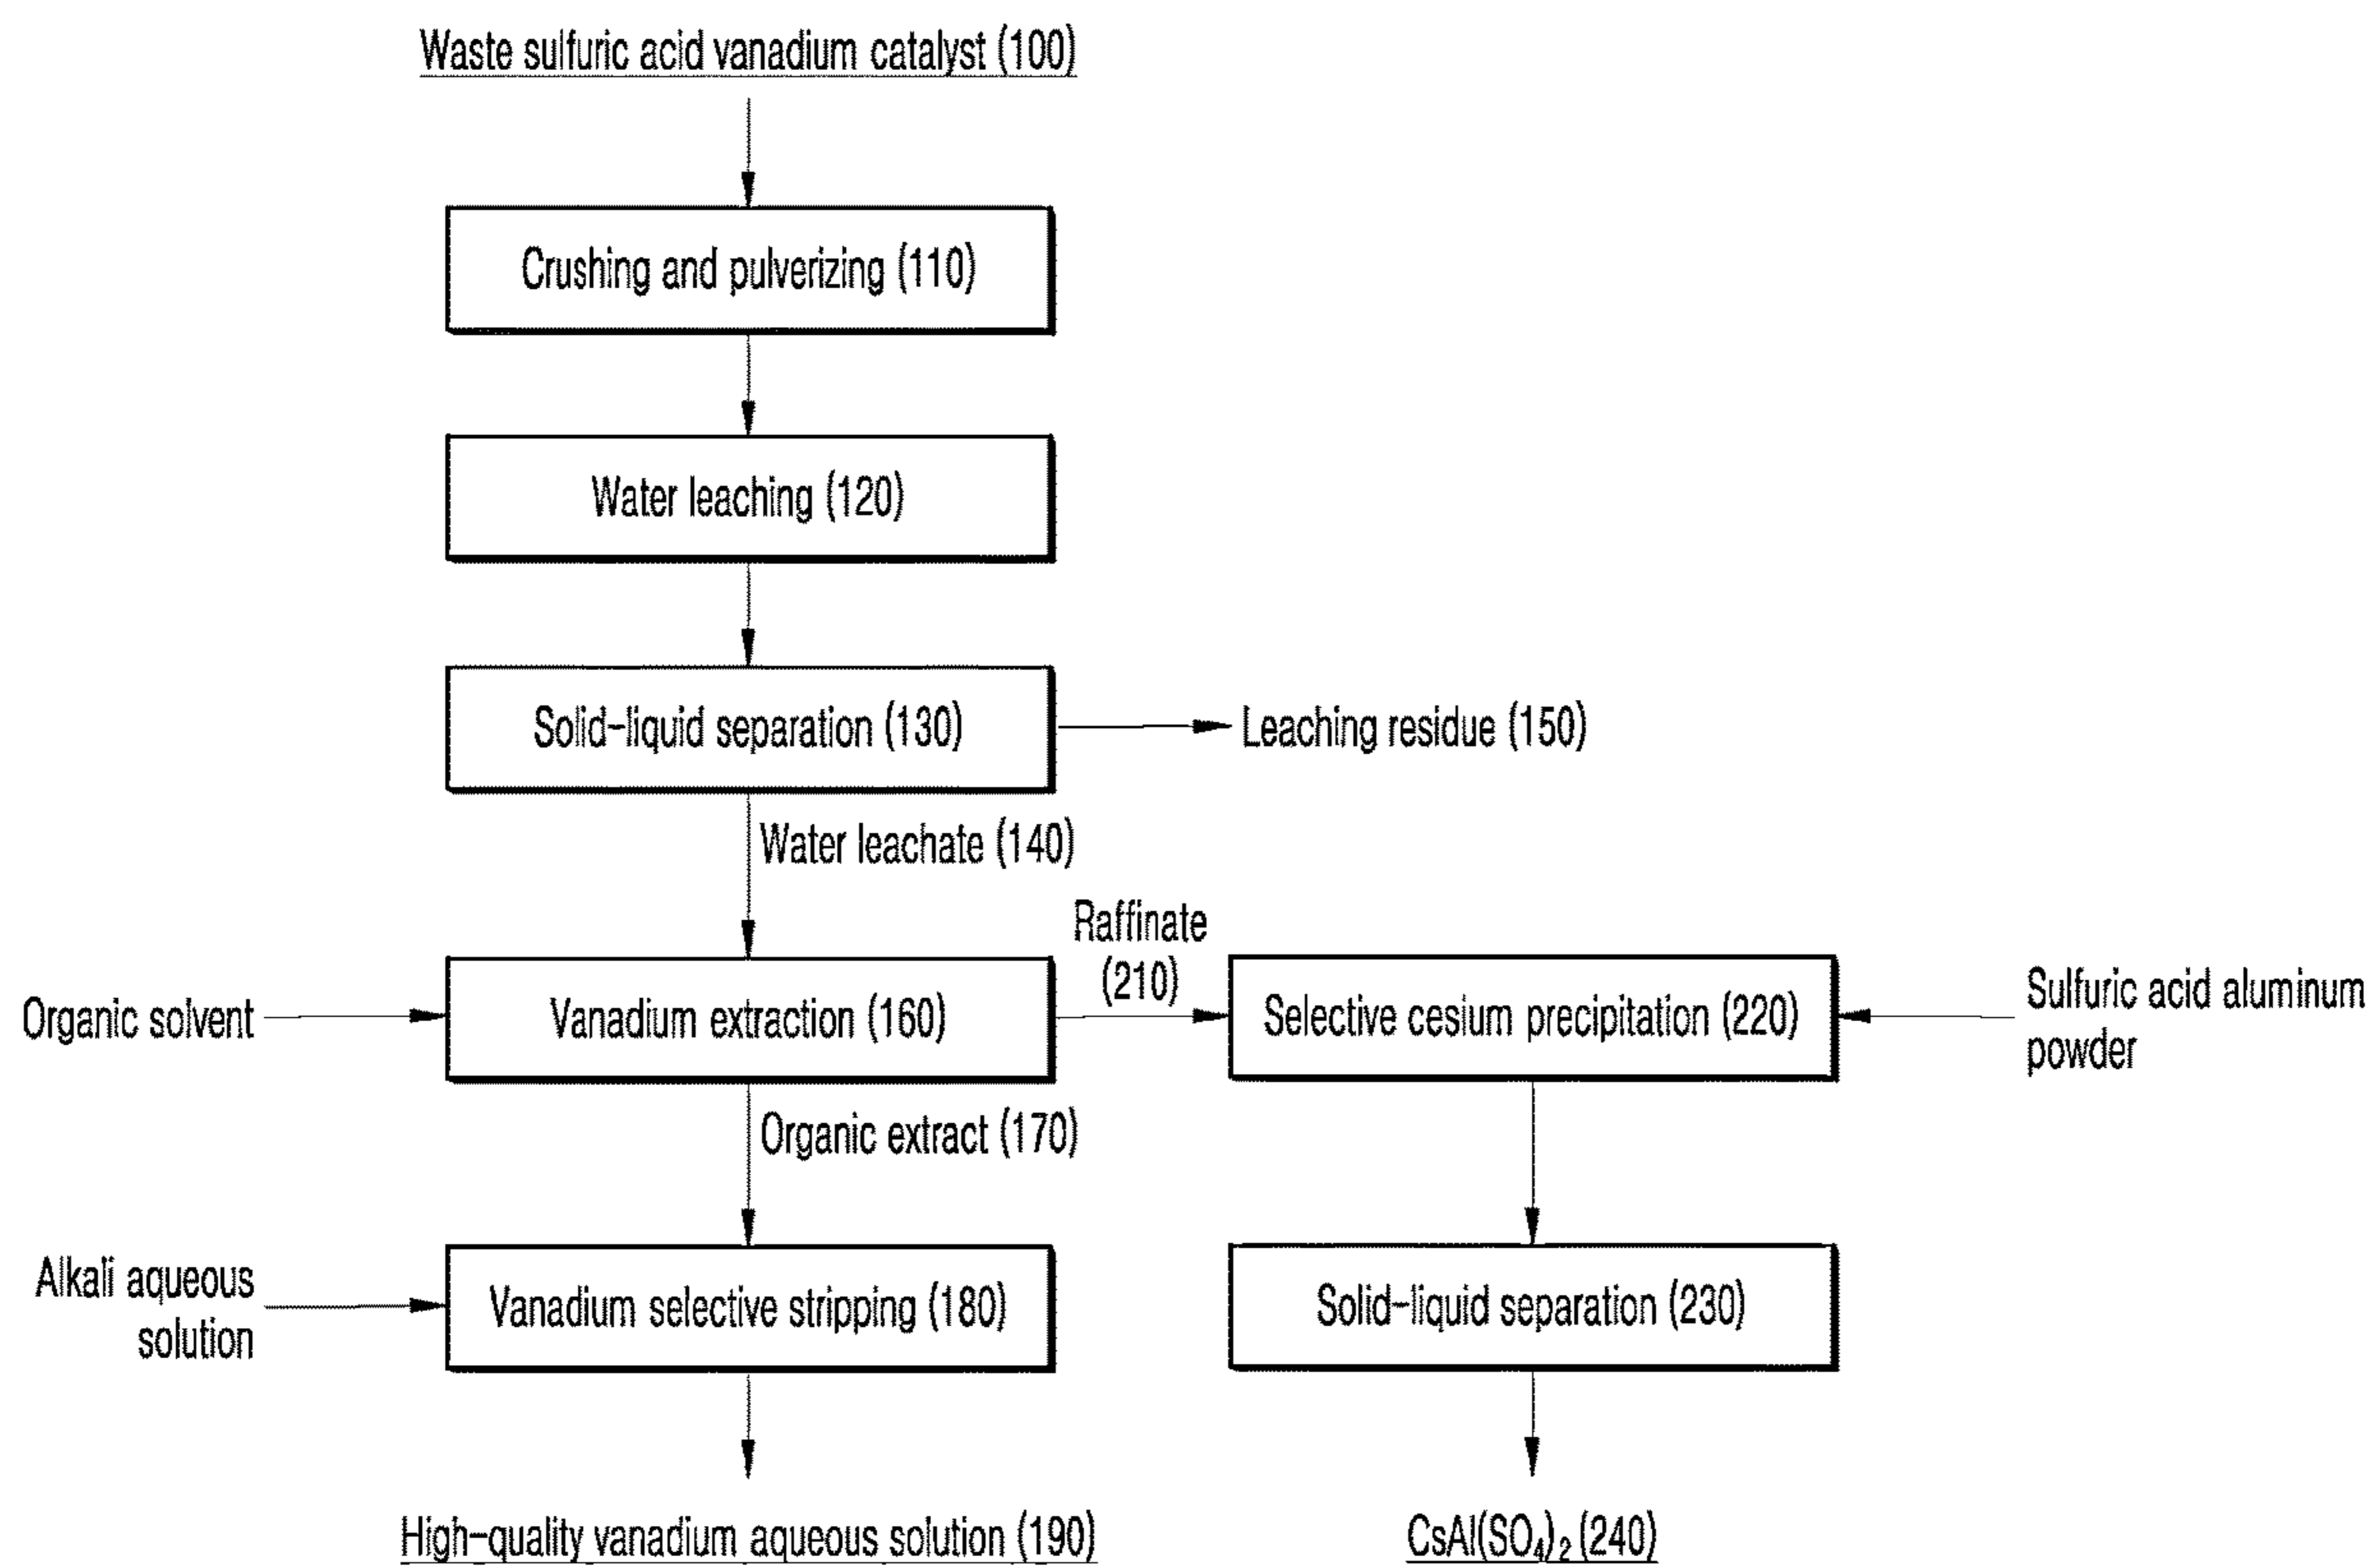 Waste sulfuric acid vanadium catalyst (100)
Crushing and pulverizing (110)
Water leaching (120)
Solid-liquid separation (130)
Leaching residue (150)
Water leachate (140)
Raffinate
(210)
Organic solvent
Vanadium extraction (160)
Selective cesium precipitation (220)
Sulfuric acid aluminum
powder
Organic extract (170)
Alkali aqueous
solution
Vanadium selective stripping (180)
Solid-liquid separation (230)
High-quality vanadium aqueous solution (190)
CsAl(SO₄)₂ (240)